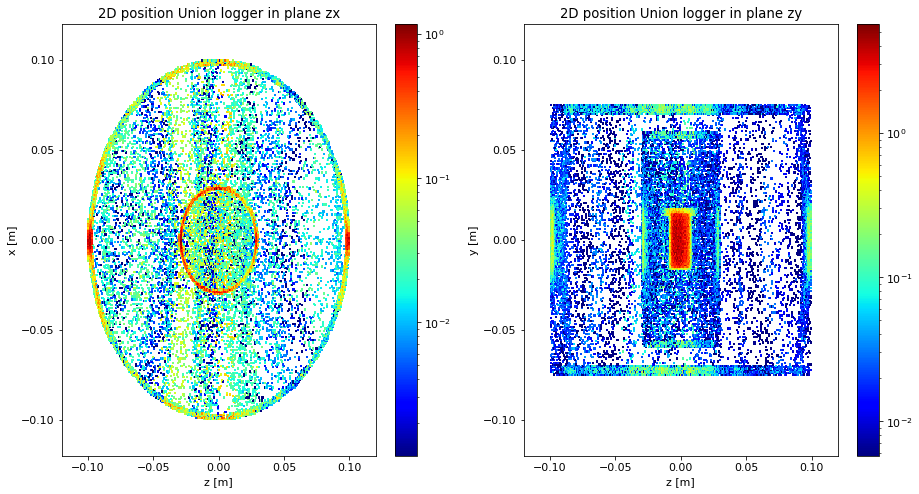 2D position Union logger in plane zx
0.10
0.05
0.00
−0.05
−0.10
x [m]
−0.10 −0.05 0.00 0.05 0.10
z [m]
10⁰
10⁻¹
10⁻²
2D position Union logger in plane zy
0.10
0.05
0.00
−0.05
−0.10
y [m]
−0.10 −0.05 0.00 0.05 0.10
z [m]
10⁰
10⁻¹
10⁻²